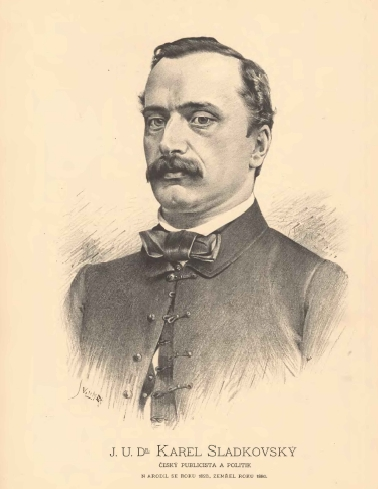 J. U. DR. KAREL SLADKOVSKÝ
ČESKÝ PUBLICISTA A POLITIK
NARODIL SE ROKU 1823, ZEMŘEL ROKU 1880.